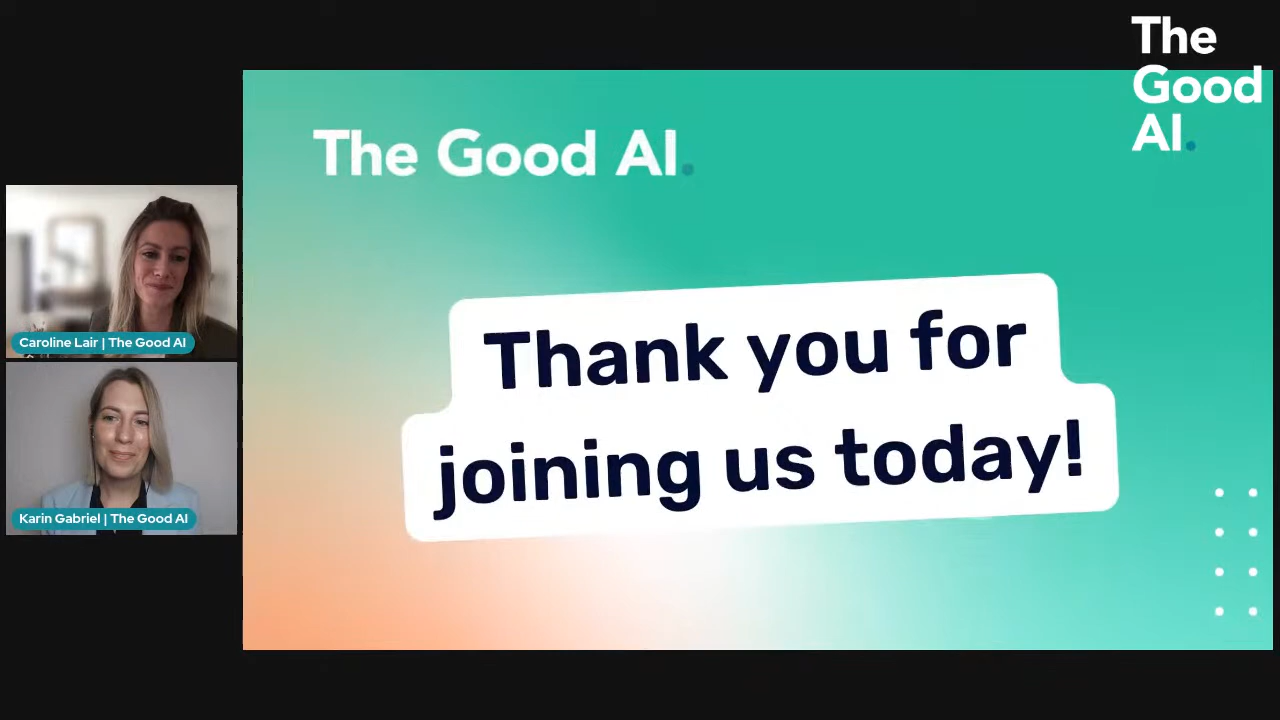 The
Good
AI.
The Good AI.
Caroline Lair | The Good AI
Thank you for
joining us today!
Karin Gabriel | The Good AI